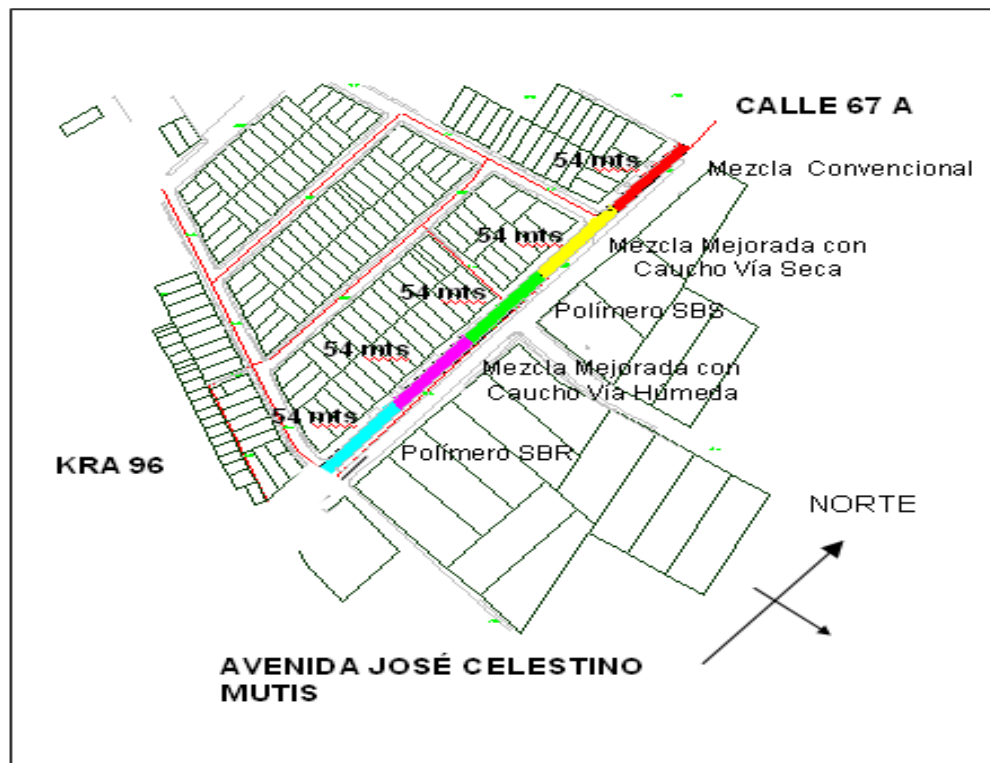 CALLE 67 A
54 mts
Mezcla Convencional
54 mts
Mezcla Mejorada con
Caucho Vía Seca
54 mts
Polímero SBS
54 mts
Mezcla Mejorada con
Caucho Vía Húmeda
54 mts
Polímero SBR
KRA 96
NORTE
AVENIDA JOSÉ CELESTINO
MUTIS